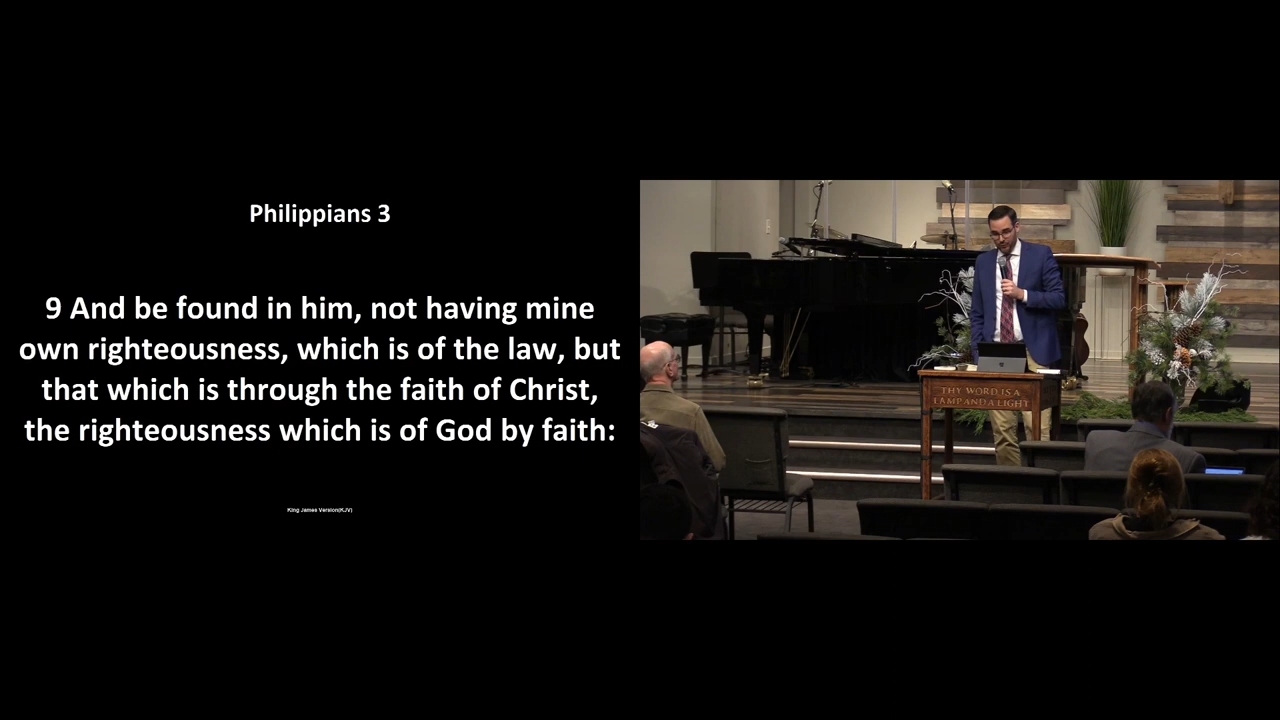 Philippians 3
9 And be found in him, not having mine
own righteousness, which is of the law, but
that which is through the faith of Christ,
the righteousness which is of God by faith:
King James Version(KJV)
THY WORD IS A
LAMP AND A LIGHT